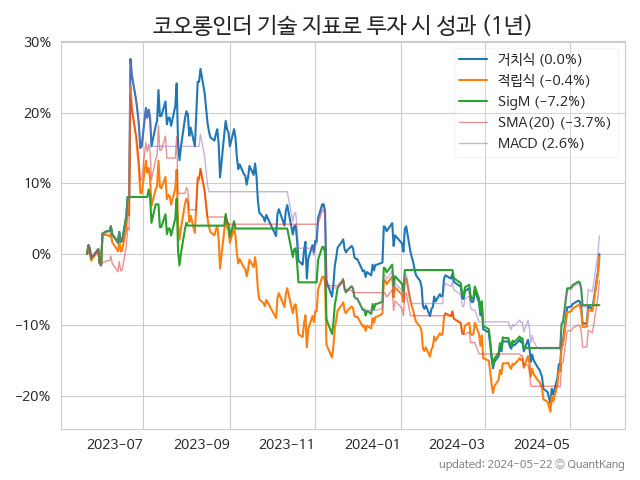 코오롱인더 기술 지표로 투자 시 성과 (1년)
30%
20%
10%
0%
−10%
−20%
거치식 (0.0%)
적립식 (−0.4%)
SigM (−7.2%)
SMA(20) (−3.7%)
MACD (2.6%)
2023-07 2023-09 2023-11 2024-01 2024-03 2024-05
updated: 2024-05-22 © QuantKang